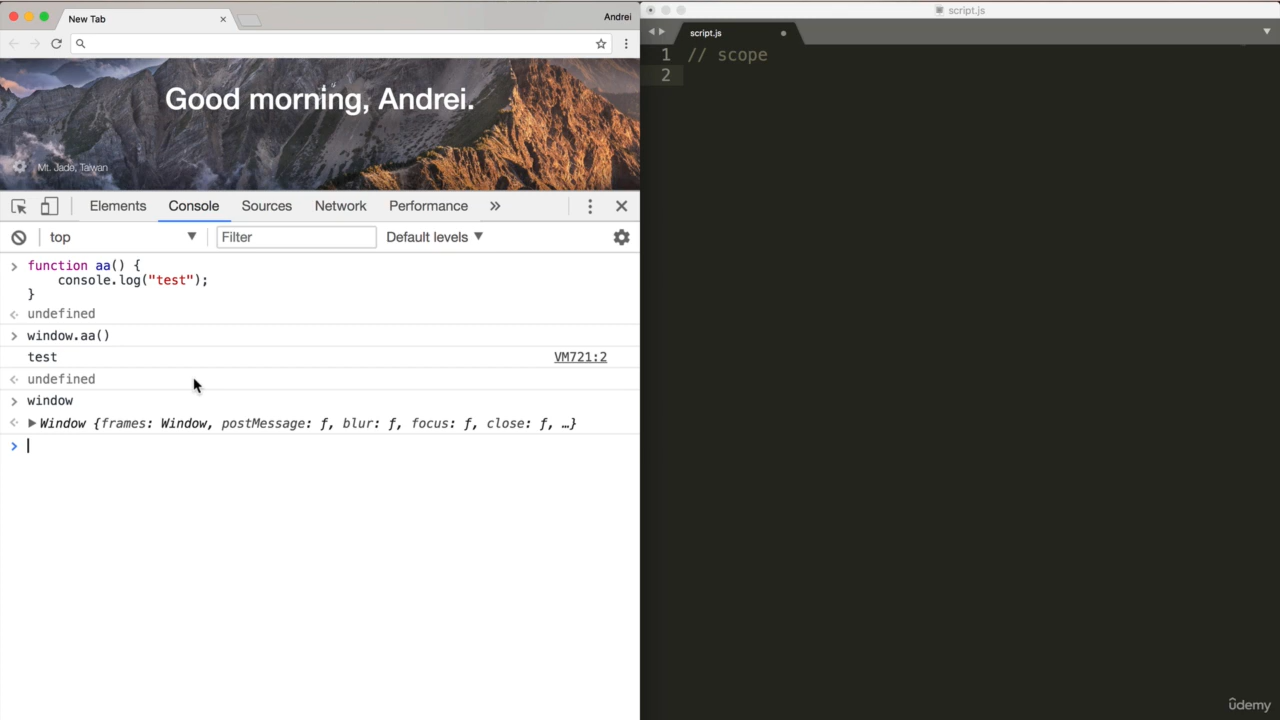 New Tab
Andrei
Good morning, Andrei.
Mt. Jade, Taiwan
Elements Console Sources Network Performance »
top Filter Default levels
function aa() {
console.log("test");
}
undefined
window.aa()
test VM721:2
undefined
window
Window {frames: Window, postMessage: ƒ, blur: ƒ, focus: ƒ, close: ƒ, …}
script.js
script.js
1 // scope
2
ûdemy